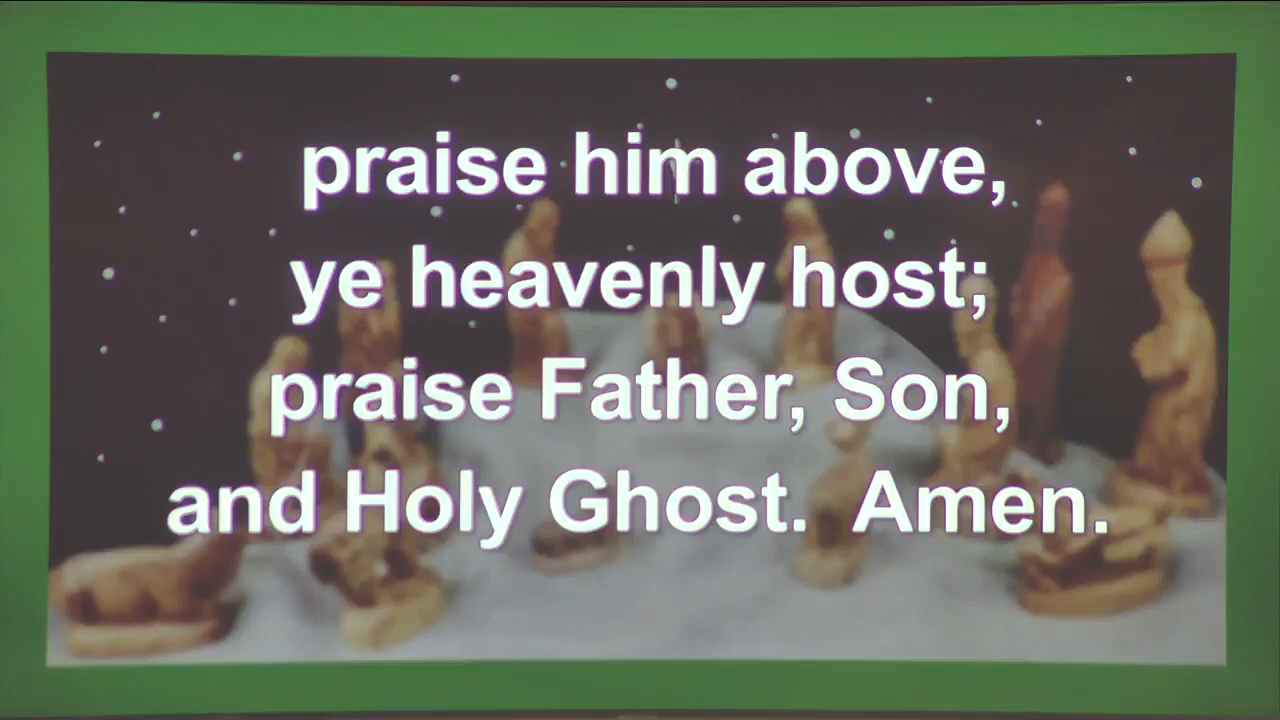 praise him above,
ye heavenly host;
praise Father, Son,
and Holy Ghost.  Amen.